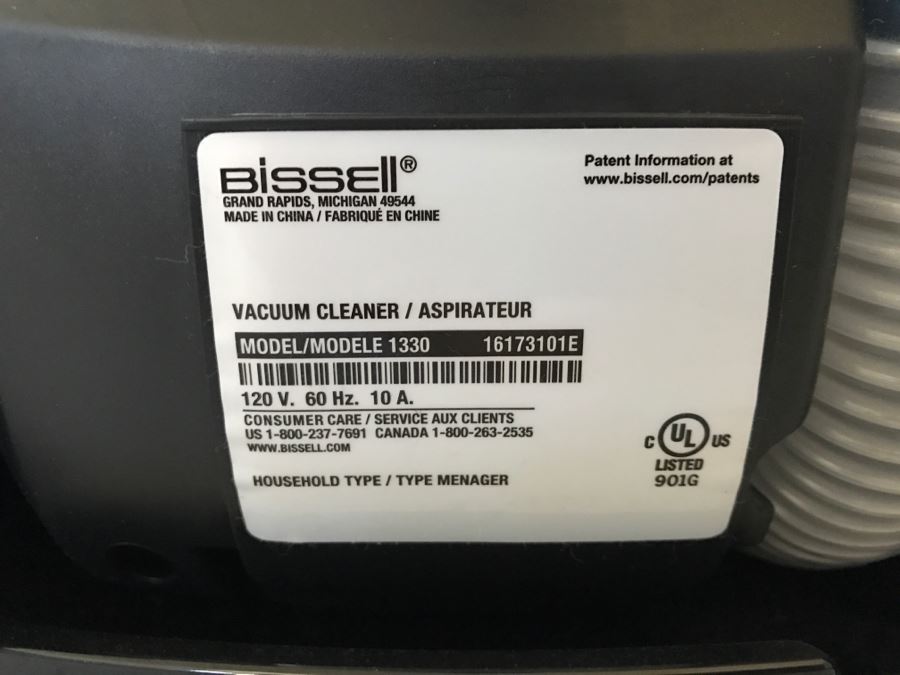 BISSELL®
GRAND RAPIDS, MICHIGAN 49544
MADE IN CHINA / FABRIQUÉ EN CHINE
Patent Information at
www.bissell.com/patents
VACUUM CLEANER / ASPIRATEUR
MODEL/MODELE 1330 16173101E
120 V. 60 Hz. 10 A.
CONSUMER CARE / SERVICE AUX CLIENTS
US 1-800-237-7691 CANADA 1-800-263-2535
WWW.BISSELL.COM
HOUSEHOLD TYPE / TYPE MENAGER
C UL US
LISTED
901G